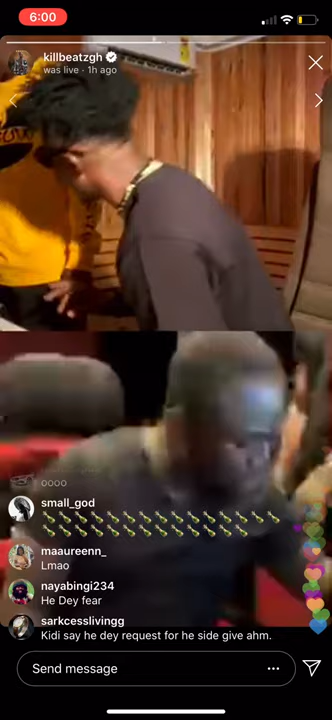 6:00
killbeatzgh
was live · 1h ago
oooo
small_god
🍾🍾🍾🍾🍾🍾🍾🍾🍾🍾🍾🍾🍾🍾🍾
🍾🍾🍾🍾🍾🍾🍾🍾🍾🍾🍾🍾🍾
maaureenn_
Lmao
nayabingi234
He Dey fear
sarkcesslivingg
Kidi say he dey request for he side give ahm.
Send message